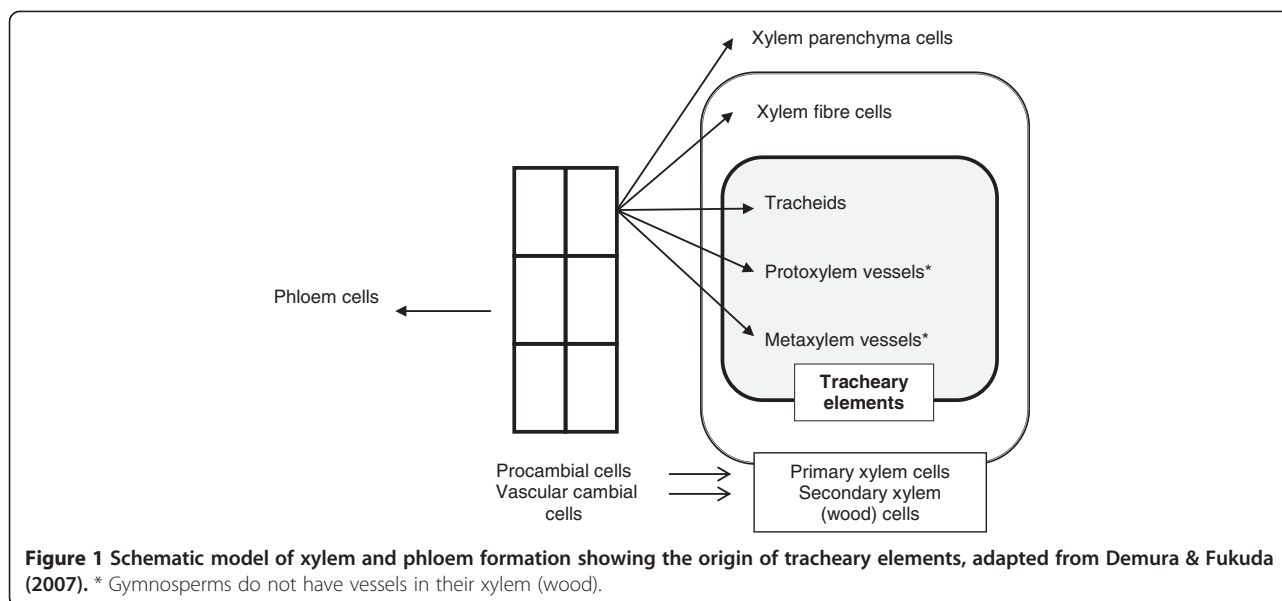 Xylem parenchyma cells
Xylem fibre cells
Tracheids
Protoxylem vessels*
Phloem cells
Metaxylem vessels*
Tracheary
elements
Procambial cells
Vascular cambial
cells
Primary xylem cells
Secondary xylem
(wood) cells
Figure 1 Schematic model of xylem and phloem formation showing the origin of tracheary elements, adapted from Demura & Fukuda
(2007). * Gymnosperms do not have vessels in their xylem (wood).